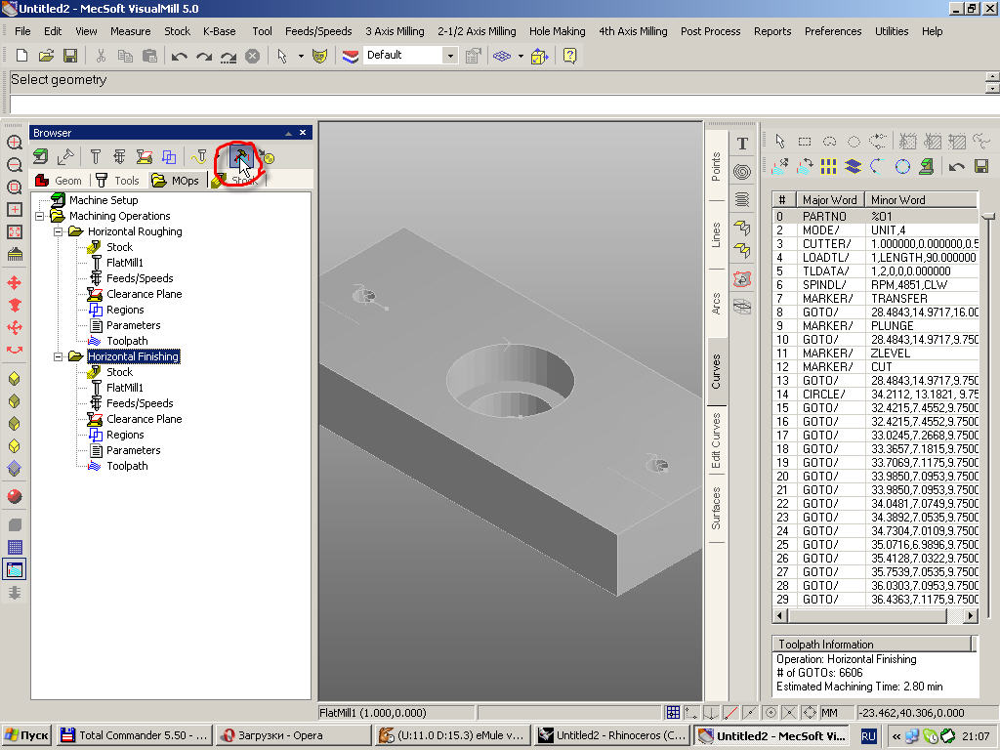 Untitled2 - MecSoft VisualMill 5.0
File Edit View Measure Stock K-Base Tool Feeds/Speeds 3 Axis Milling 2-1/2 Axis Milling Hole Making 4th Axis Milling Post Process Reports Preferences Utilities Help
Default
Select geometry
Browser
Geom Tools MOps Stock
Machine Setup
Machining Operations
Horizontal Roughing
Stock
FlatMill1
Feeds/Speeds
Clearance Plane
Regions
Parameters
Toolpath
Horizontal Finishing
Stock
FlatMill1
Feeds/Speeds
Clearance Plane
Regions
Parameters
Toolpath
Points
Lines
Arcs
Curves
Edit Curves
Surfaces
T
# Major Word Minor Word
0 PARTNO %O1
2 MODE/ UNIT,4
3 CUTTER/ 1.000000,0.000000,0.5
4 LOADTL/ 1,LENGTH,90.000000
5 TLDATA/ 1,2,0,0,0.000000
6 SPINDL/ RPM,4851,CLW
7 MARKER/ TRANSFER
8 GOTO/ 28.4843,14.9717,16.00
9 MARKER/ PLUNGE
10 GOTO/ 28.4843,14.9717,9.750
11 MARKER/ ZLEVEL
12 MARKER/ CUT
13 GOTO/ 28.4843,14.9717,9.750
14 CIRCLE/ 34.2112, 13.1821, 9.75
15 GOTO/ 32.4215,7.4552,9.7500
16 GOTO/ 32.4215,7.4552,9.7500
17 GOTO/ 33.0245,7.2668,9.7500
18 GOTO/ 33.3657,7.1815,9.7500
19 GOTO/ 33.7069,7.1175,9.7500
20 GOTO/ 33.9850,7.0953,9.7500
21 GOTO/ 33.9850,7.0953,9.7500
22 GOTO/ 34.0481,7.0749,9.7500
23 GOTO/ 34.3892,7.0535,9.7500
24 GOTO/ 34.7304,7.0109,9.7500
25 GOTO/ 35.0716,6.9896,9.7500
26 GOTO/ 35.4128,7.0322,9.7500
27 GOTO/ 35.7539,7.0535,9.7500
28 GOTO/ 36.0303,7.0953,9.7500
29 GOTO/ 36.4363,7.1175,9.7500
Toolpath Information
Operation: Horizontal Finishing
# of GOTOs: 6606
Estimated Machining Time: 2.80 min
FlatMill1 (1.000,0.000)
MM
-23.462,40.306,0.000
Пуск
Total Commander 5.50 - ...
Загрузки - Opera
(U:11.0 D:15.3) eMule v...
Untitled2 - Rhinoceros (C...
Untitled2 - MecSoft Vi...
RU
21:07